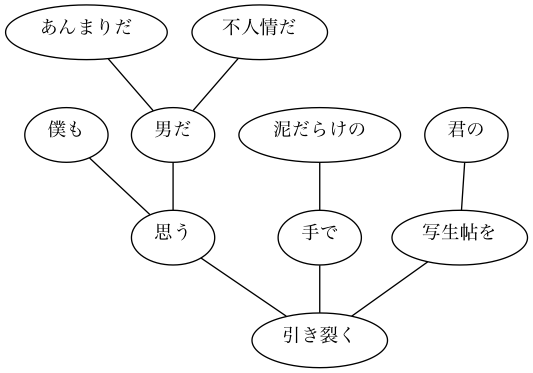 あんまりだ
不人情だ
僕も
男だ
泥だらけの
君の
思う
手で
写生帖を
引き裂く